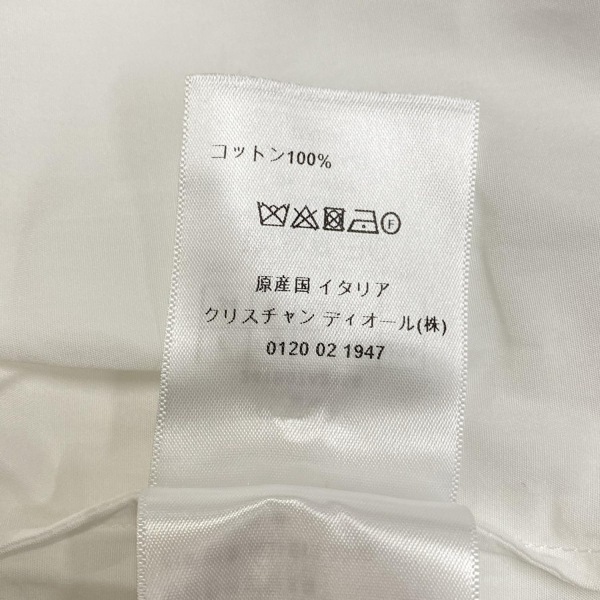 コットン100%
F
原産国 イタリア
クリスチャン ディオール(株)
0120 02 1947